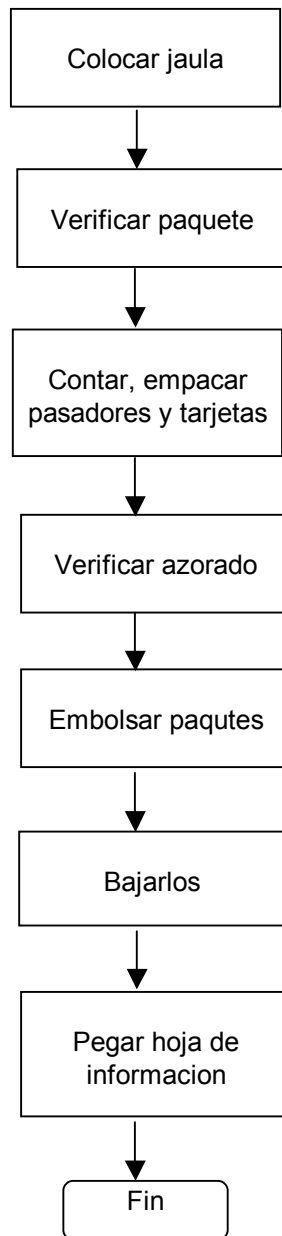 Colocar jaula
Verificar paquete
Contar, empacar
pasadores y tarjetas
Verificar azorado
Embolsar paqutes
Bajarlos
Pegar hoja de
informacion
Fin